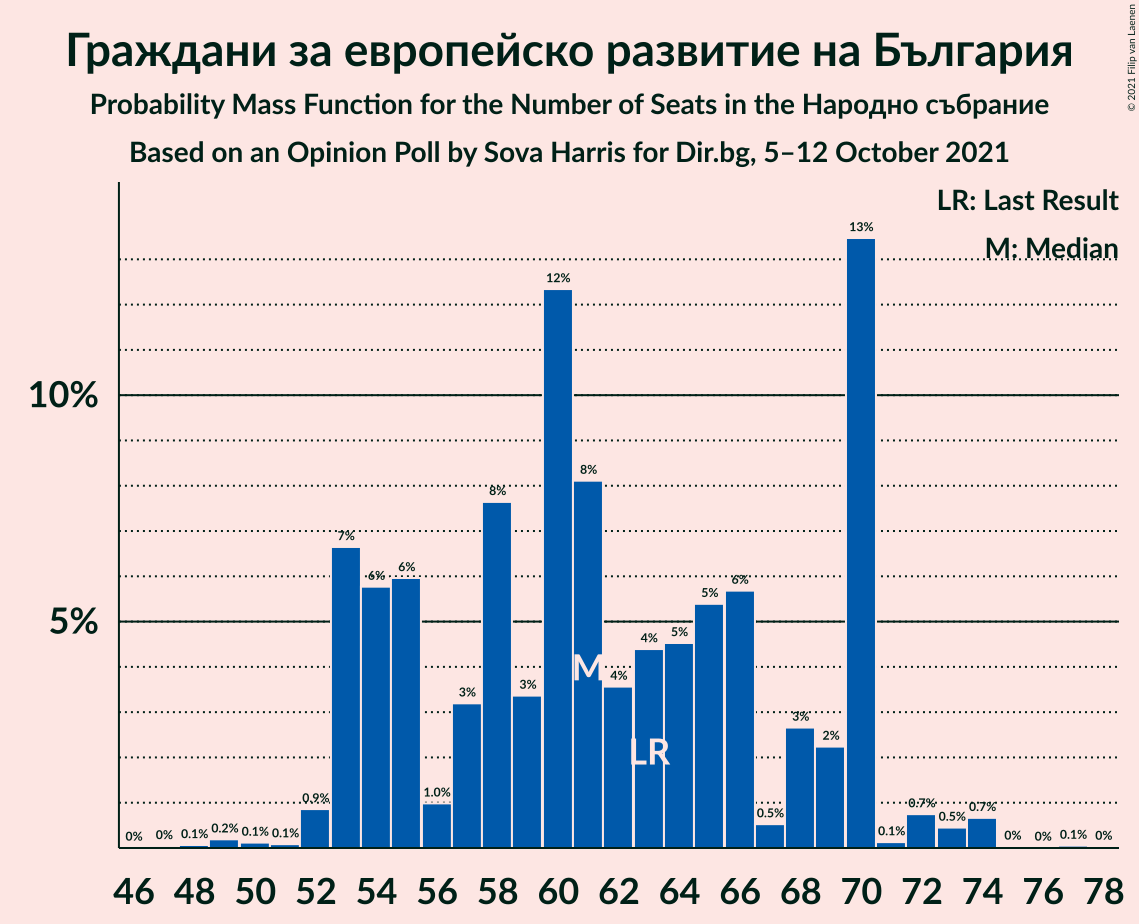 Граждани за европейско развитие на България
Probability Mass Function for the Number of Seats in the Народно събрание
Based on an Opinion Poll by Sova Harris for Dir.bg, 5–12 October 2021
© 2021 Filip van Laenen
LR: Last Result
M: Median
10%
5%
0% 0% 0.1% 0.2% 0.1% 0.1% 0.9% 7% 6% 6% 1.0% 3% 8% 3% 12% 8% 4% 4% 5% 5% 6% 0.5% 3% 2% 13% 0.1% 0.7% 0.5% 0.7% 0% 0% 0.1% 0%
M
LR
46 48 50 52 54 56 58 60 62 64 66 68 70 72 74 76 78